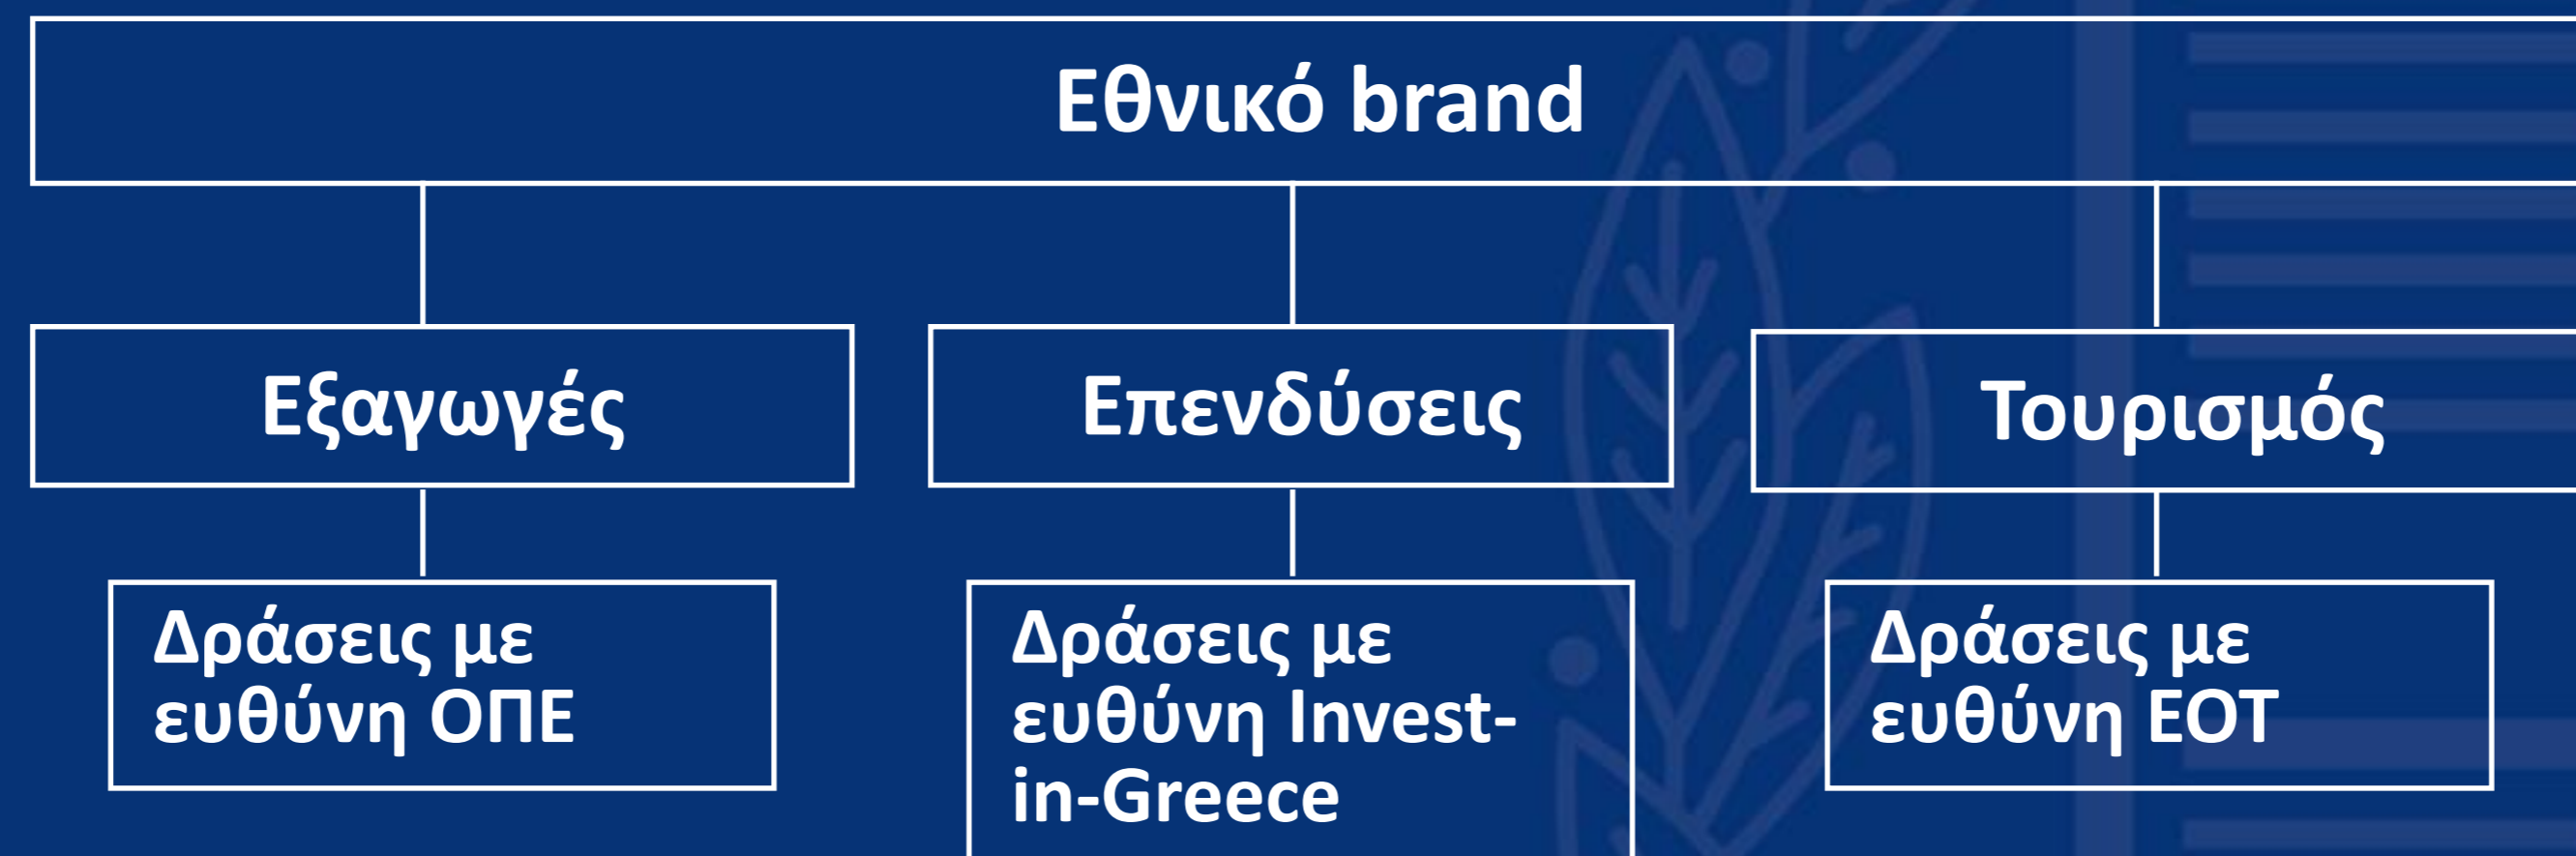 Εθνικό brand
Εξαγωγές
Επενδύσεις
Τουρισμός
Δράσεις με
ευθύνη ΟΠΕ
Δράσεις με
ευθύνη Invest-
in-Greece
Δράσεις με
ευθύνη ΕΟΤ